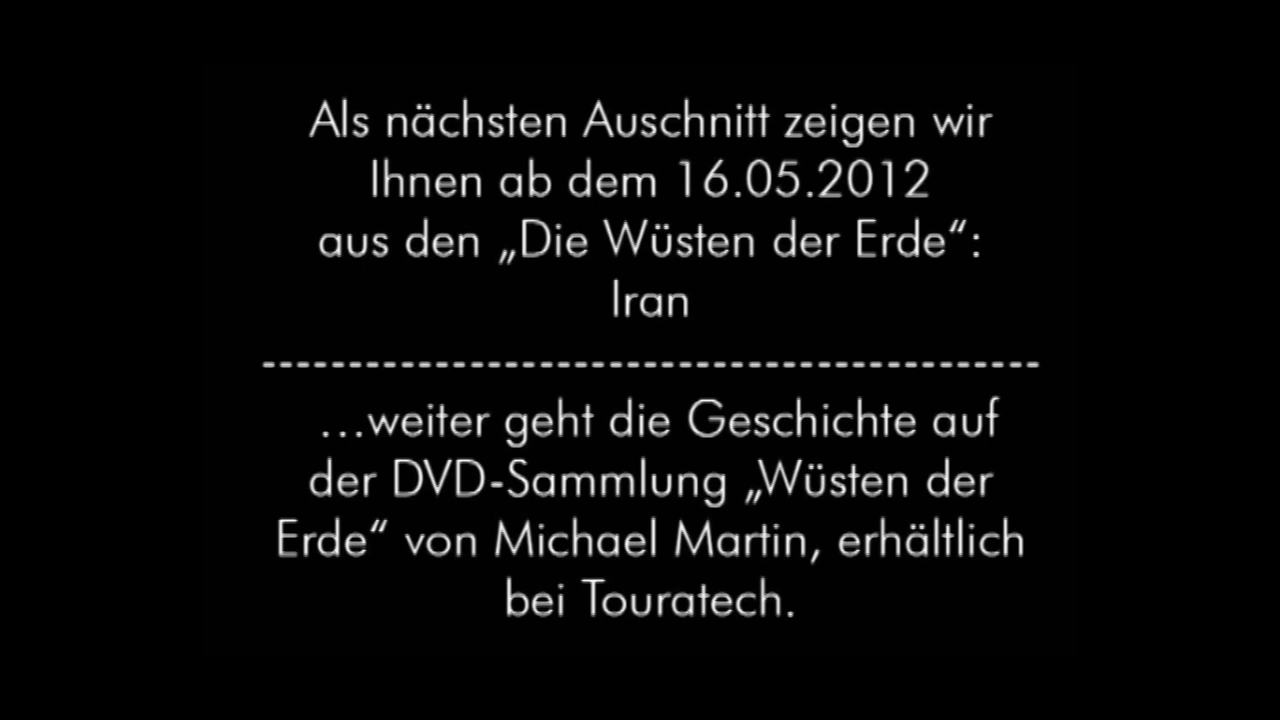 Als nächsten Auschnitt zeigen wir
Ihnen ab dem 16.05.2012
aus den „Die Wüsten der Erde“:
Iran
---------------------------------------------
...weiter geht die Geschichte auf
der DVD-Sammlung „Wüsten der
Erde“ von Michael Martin, erhältlich
bei Touratech.